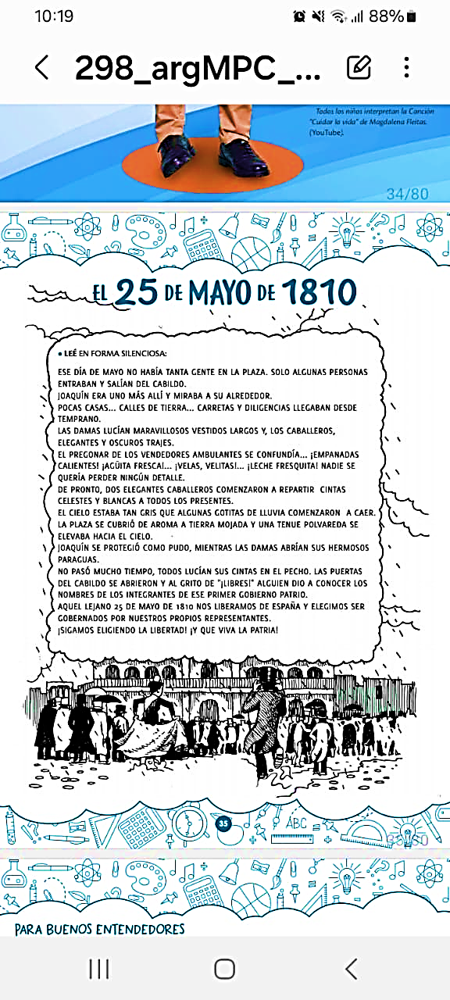 10:19
88%
298_argMPC_...
Todos los niños interpretan la Canción
"Cuidar la vida" de Magdalena Fleitas.
(YouTube).
34/80
EL 25 DE MAYO DE 1810
• LEÉ EN FORMA SILENCIOSA:
ESE DÍA DE MAYO NO HABÍA TANTA GENTE EN LA PLAZA. SOLO ALGUNAS PERSONAS
ENTRABAN Y SALÍAN DEL CABILDO.
JOAQUÍN ERA UNO MÁS ALLÍ Y MIRABA A SU ALREDEDOR.
POCAS CASAS... CALLES DE TIERRA... CARRETAS Y DILIGENCIAS LLEGABAN DESDE
TEMPRANO.
LAS DAMAS LUCÍAN MARAVILLOSOS VESTIDOS LARGOS Y, LOS CABALLEROS,
ELEGANTES Y OSCUROS TRAJES.
EL PREGONAR DE LOS VENDEDORES AMBULANTES SE CONFUNDÍA... ¡EMPANADAS
CALIENTES! ¡AGÜITA FRESCA!... ¡VELAS, VELITAS!... ¡LECHE FRESQUITA! NADIE SE
QUERÍA PERDER NINGÚN DETALLE.
DE PRONTO, DOS ELEGANTES CABALLEROS COMENZARON A REPARTIR CINTAS
CELESTES Y BLANCAS A TODOS LOS PRESENTES.
EL CIELO ESTABA TAN GRIS QUE ALGUNAS GOTITAS DE LLUVIA COMENZARON A CAER.
LA PLAZA SE CUBRIÓ DE AROMA A TIERRA MOJADA Y UNA TENUE POLVAREDA SE
ELEVABA HACIA EL CIELO.
JOAQUÍN SE PROTEGIÓ COMO PUDO, MIENTRAS LAS DAMAS ABRÍAN SUS HERMOSOS
PARAGUAS.
NO PASÓ MUCHO TIEMPO, TODOS LUCÍAN SUS CINTAS EN EL PECHO. LAS PUERTAS
DEL CABILDO SE ABRIERON Y AL GRITO DE "¡LIBRES!" ALGUIEN DIO A CONOCER LOS
NOMBRES DE LOS INTEGRANTES DE ESE PRIMER GOBIERNO PATRIO.
AQUEL LEJANO 25 DE MAYO DE 1810 NOS LIBERAMOS DE ESPAÑA Y ELEGIMOS SER
GOBERNADOS POR NUESTROS PROPIOS REPRESENTANTES.
¡SIGAMOS ELIGIENDO LA LIBERTAD! ¡Y QUE VIVA LA PATRIA!
35
ABC
35/80
PARA BUENOS ENTENDEDORES